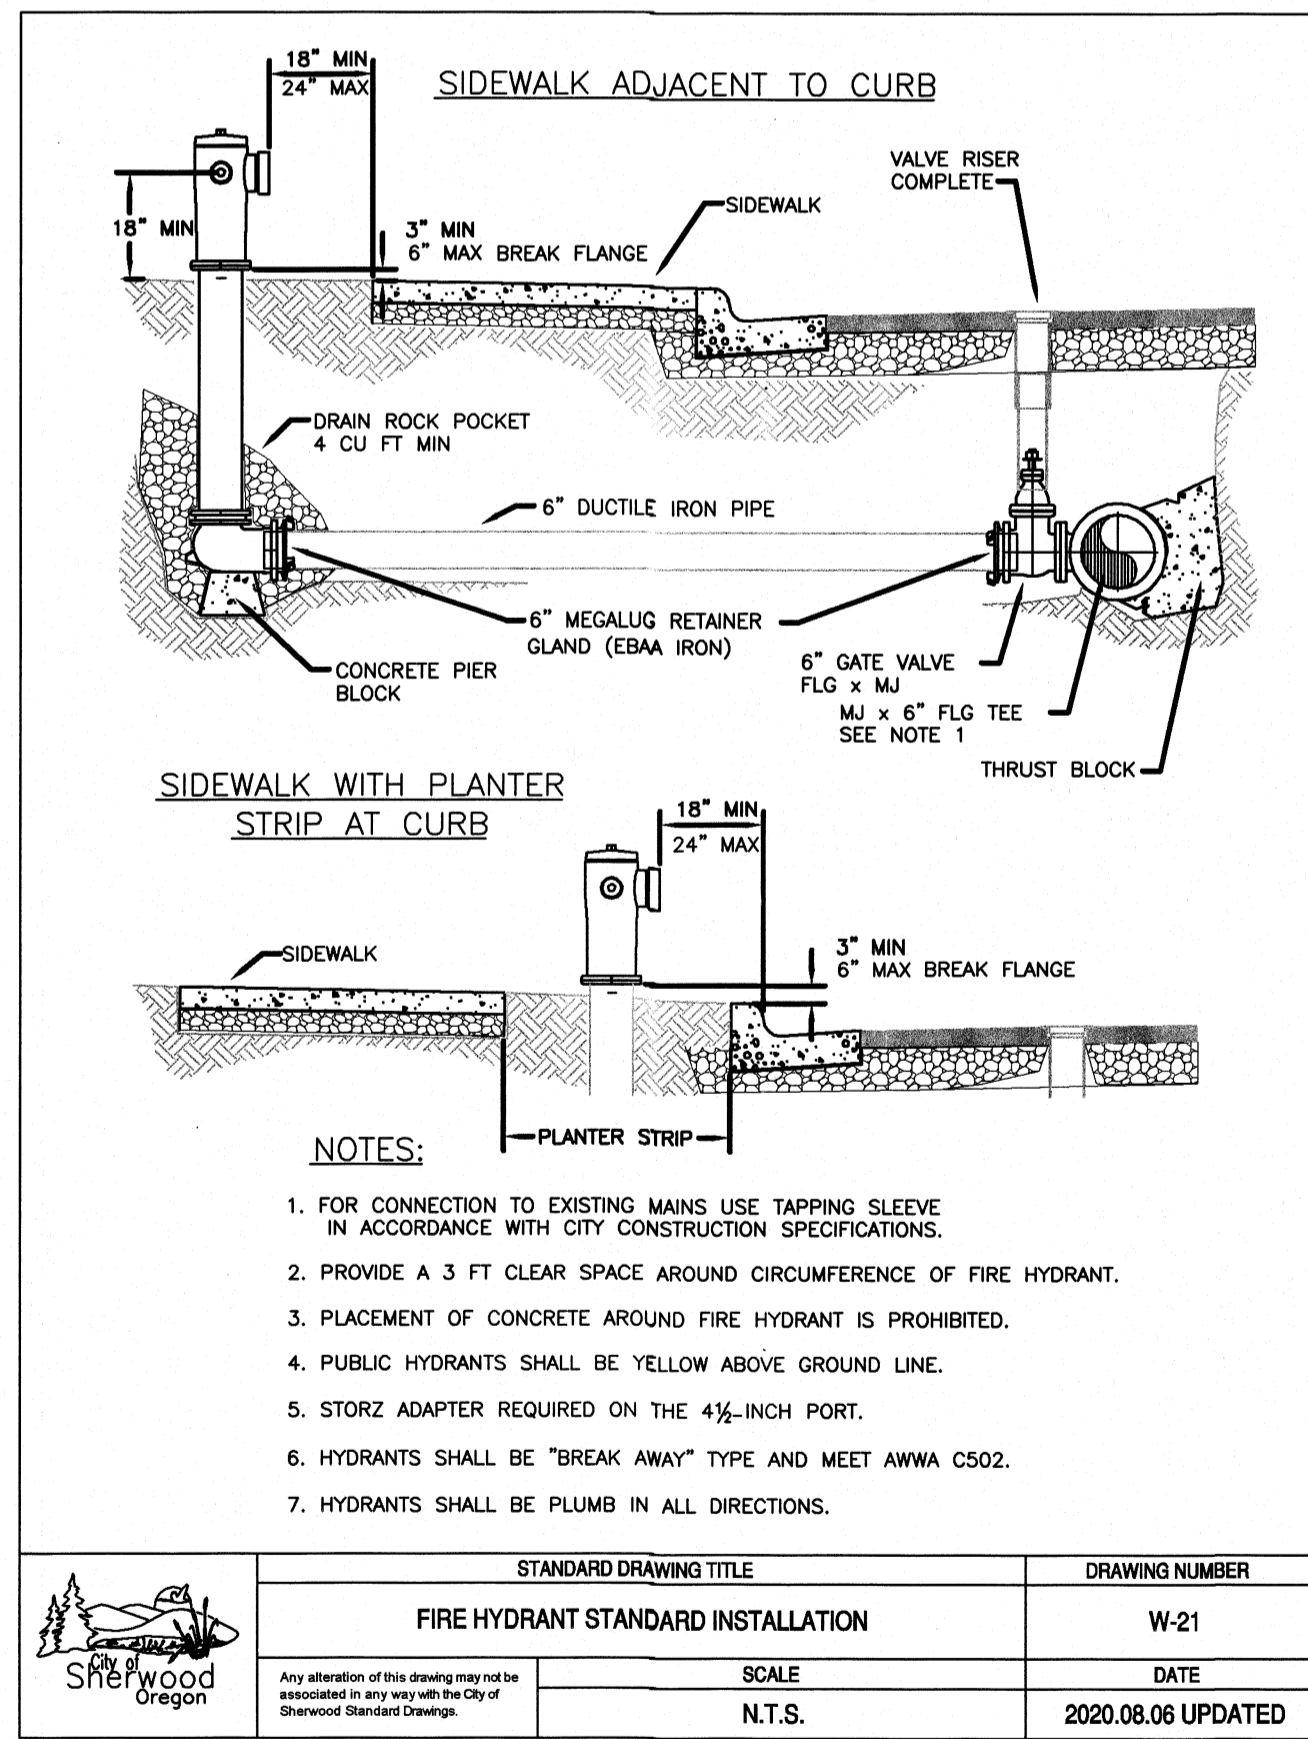 18" MIN
24" MAX
SIDEWALK ADJACENT TO CURB
VALVE RISER
COMPLETE
SIDEWALK
18" MIN
3" MIN
6" MAX BREAK FLANGE
DRAIN ROCK POCKET
4 CU FT MIN
6" DUCTILE IRON PIPE
6" MEGALUG RETAINER
GLAND (EBAA IRON)
CONCRETE PIER
BLOCK
6" GATE VALVE
FLG x MJ
MJ x 6" FLG TEE
SEE NOTE 1
THRUST BLOCK
SIDEWALK WITH PLANTER
STRIP AT CURB
18" MIN
24" MAX
SIDEWALK
3" MIN
6" MAX BREAK FLANGE
PLANTER STRIP
NOTES:
1. FOR CONNECTION TO EXISTING MAINS USE TAPPING SLEEVE
IN ACCORDANCE WITH CITY CONSTRUCTION SPECIFICATIONS.
2. PROVIDE A 3 FT CLEAR SPACE AROUND CIRCUMFERENCE OF FIRE HYDRANT.
3. PLACEMENT OF CONCRETE AROUND FIRE HYDRANT IS PROHIBITED.
4. PUBLIC HYDRANTS SHALL BE YELLOW ABOVE GROUND LINE.
5. STORZ ADAPTER REQUIRED ON THE 4½-INCH PORT.
6. HYDRANTS SHALL BE "BREAK AWAY" TYPE AND MEET AWWA C502.
7. HYDRANTS SHALL BE PLUMB IN ALL DIRECTIONS.
City of
Sherwood
Oregon
STANDARD DRAWING TITLE
FIRE HYDRANT STANDARD INSTALLATION
DRAWING NUMBER
W-21
Any alteration of this drawing may not be
associated in any way with the City of
Sherwood Standard Drawings.
SCALE
N.T.S.
DATE
2020.08.06 UPDATED